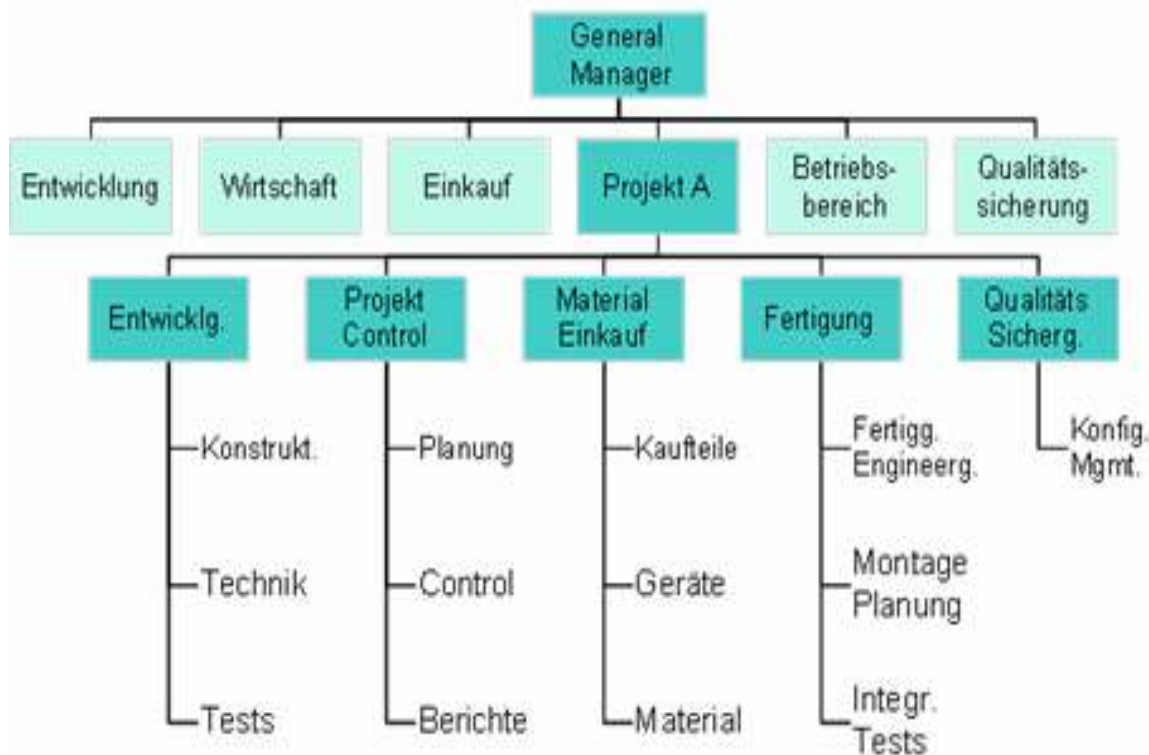 General
Manager
Entwicklung
Wirtschaft
Einkauf
Projekt A
Betriebs-
bereich
Qualitäts-
sicherung
Entwicklg.
Projekt
Control
Material
Einkauf
Fertigung
Qualitäts
Sicherg.
Konstrukt.
Planung
Kaufteile
Fertigg.
Engineerg.
Konfig.
Mgmt.
Technik
Control
Geräte
Montage
Planung
Tests
Berichte
Material
Integr.
Tests